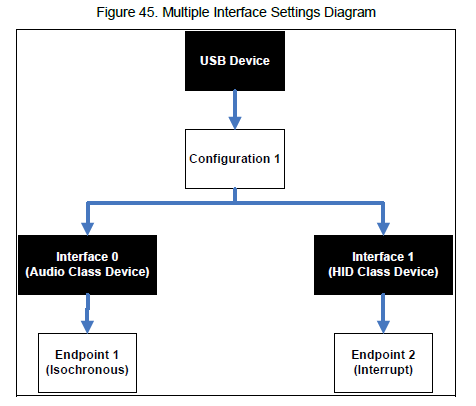 Figure 45. Multiple Interface Settings Diagram
USB Device
Configuration 1
Interface 0
(Audio Class Device)
Interface 1
(HID Class Device)
Endpoint 1
(Isochronous)
Endpoint 2
(Interrupt)